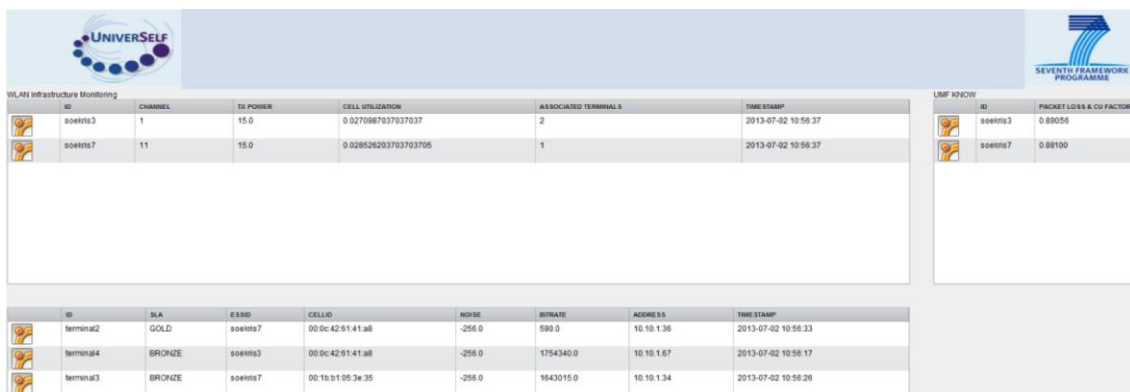 UNIVERSELF
SEVENTH FRAMEWORK
PROGRAMME
WLAN Infrastructure Monitoring
ID CHANNEL TX POWER CELL UTILIZATION ASSOCIATED TERMINALS TIMESTAMP
soekris3 1 15.0 0.0270987037037037 2 2013-07-02 10:56:37
soekris7 11 15.0 0.028526203703703705 1 2013-07-02 10:56:37
UMF KNOW
ID PACKET LOSS & CU FACTOR
soekris3 0.89056
soekris7 0.88100
ID SLA ESSID CELLID NOISE BITRATE ADDRESS TIMESTAMP
terminal2 GOLD soekris7 00:0c:42:61:41:a8 -256.0 590.0 10.10.1.36 2013-07-02 10:56:33
terminal4 BRONZE soekris3 00:0c:42:61:41:a8 -256.0 1754340.0 10.10.1.67 2013-07-02 10:56:17
terminal3 BRONZE soekris7 00:1b:b1:05:3e:35 -256.0 1643015.0 10.10.1.34 2013-07-02 10:56:26